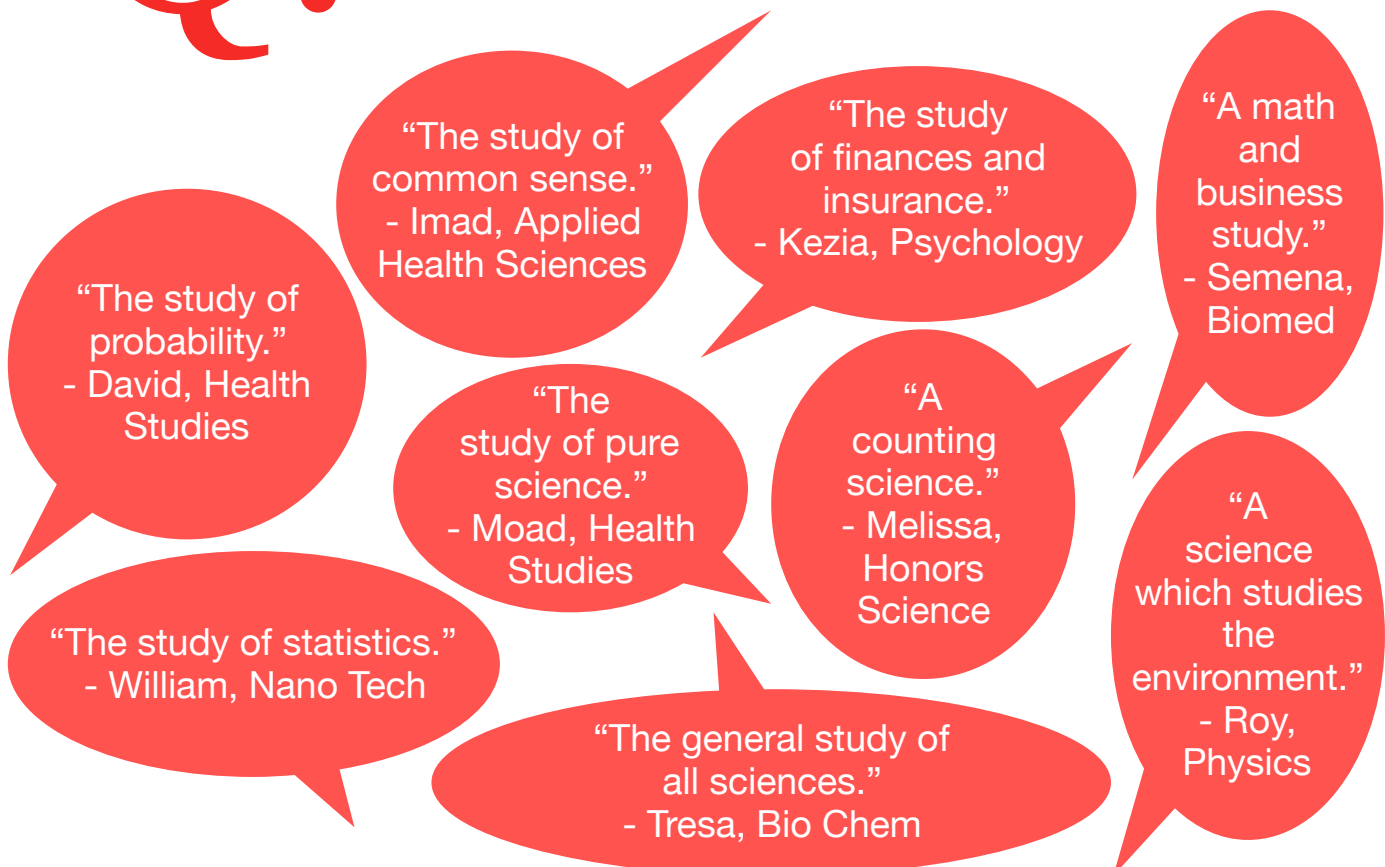 “The study of
common sense.”
- Imad, Applied
Health Sciences
“The study
of finances and
insurance.”
- Kezia, Psychology
“A math
and
business
study.”
- Semena,
Biomed
“The study of
probability.”
- David, Health
Studies
“The
study of pure
science.”
- Moad, Health
Studies
“A
counting
science.”
- Melissa,
Honors
Science
“A
science
which studies
the
environment.”
- Roy,
Physics
“The study of statistics.”
- William, Nano Tech
“The general study of
all sciences.”
- Tresa, Bio Chem